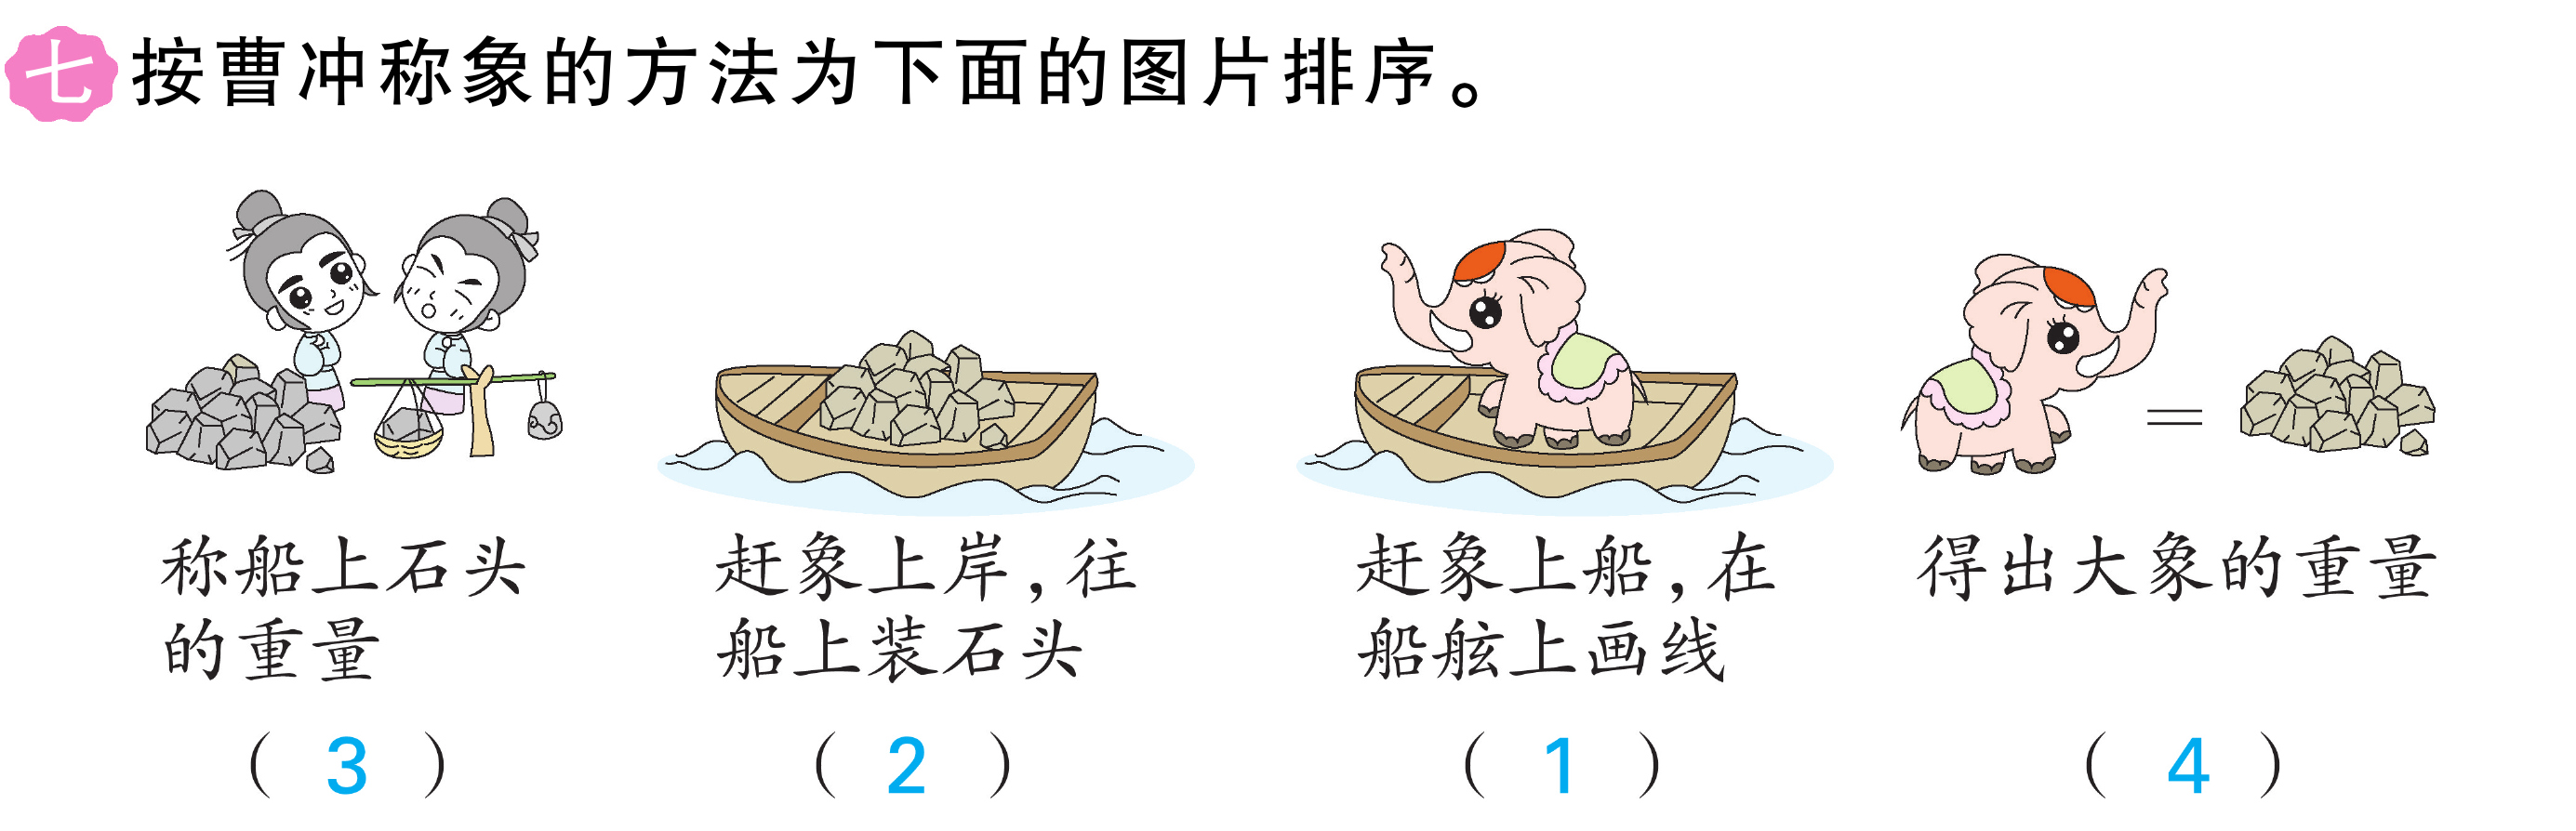 七 按曹冲称象的方法为下面的图片排序。
称船上石头
的重量
（ 3 ）
赶象上岸，往
船上装石头
（ 2 ）
赶象上船，在
船舷上画线
（ 1 ）
得出大象的重量
（ 4 ）
=